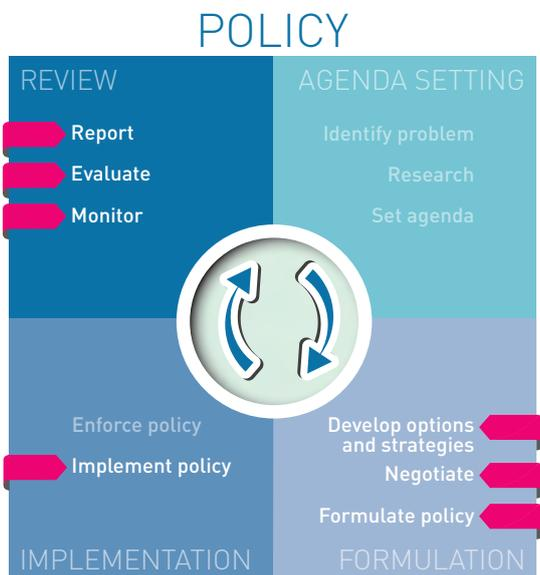 POLICY
REVIEW
Report
Evaluate
Monitor
AGENDA SETTING
Identify problem
Research
Set agenda
Enforce policy
Implement policy
IMPLEMENTATION
Develop options
and strategies
Negotiate
Formulate policy
FORMULATION